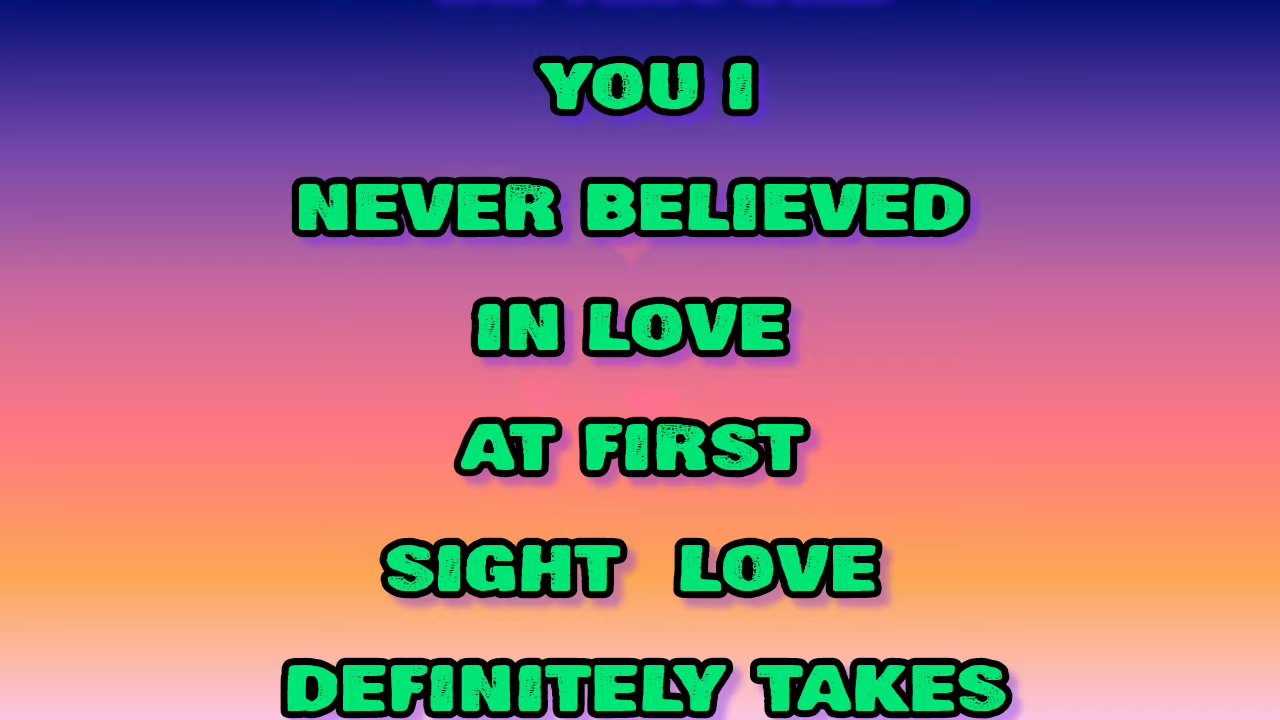 YOU I
NEVER BELIEVED
IN LOVE
AT FIRST
SIGHT LOVE
DEFINITELY TAKES